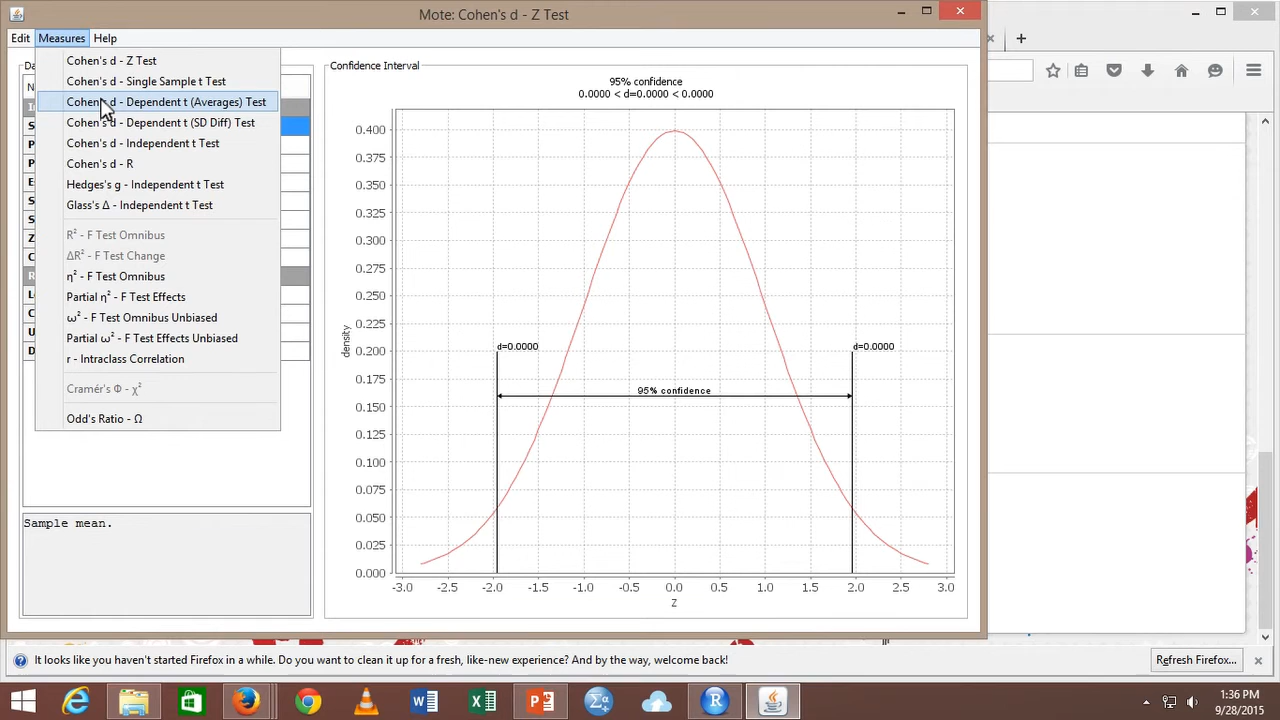 Mote: Cohen's d - Z Test
Edit Measures Help
Cohen's d - Z Test
Cohen's d - Single Sample t Test
Cohen's d - Dependent t (Averages) Test
Cohen's d - Dependent t (SD Diff) Test
Cohen's d - Independent t Test
Cohen's d - R
Hedges's g - Independent t Test
Glass's Δ - Independent t Test
R² - F Test Omnibus
ΔR² - F Test Change
η² - F Test Omnibus
Partial η² - F Test Effects
ω² - F Test Omnibus Unbiased
Partial ω² - F Test Effects Unbiased
r - Intraclass Correlation
Cramér's Φ - χ²
Odd's Ratio - Ω
Sample mean.
Confidence Interval
95% confidence
0.0000 < d=0.0000 < 0.0000
0.400
0.375
0.350
0.325
0.300
0.275
0.250
0.225
0.200
0.175
0.150
0.125
0.100
0.075
0.050
0.025
0.000
density
d=0.0000
d=0.0000
95% confidence
-3.0 -2.5 -2.0 -1.5 -1.0 -0.5 0.0 0.5 1.0 1.5 2.0 2.5 3.0
Z
It looks like you haven't started Firefox in a while. Do you want to clean it up for a fresh, like-new experience? And by the way, welcome back!
Refresh Firefox...
1:36 PM
9/28/2015